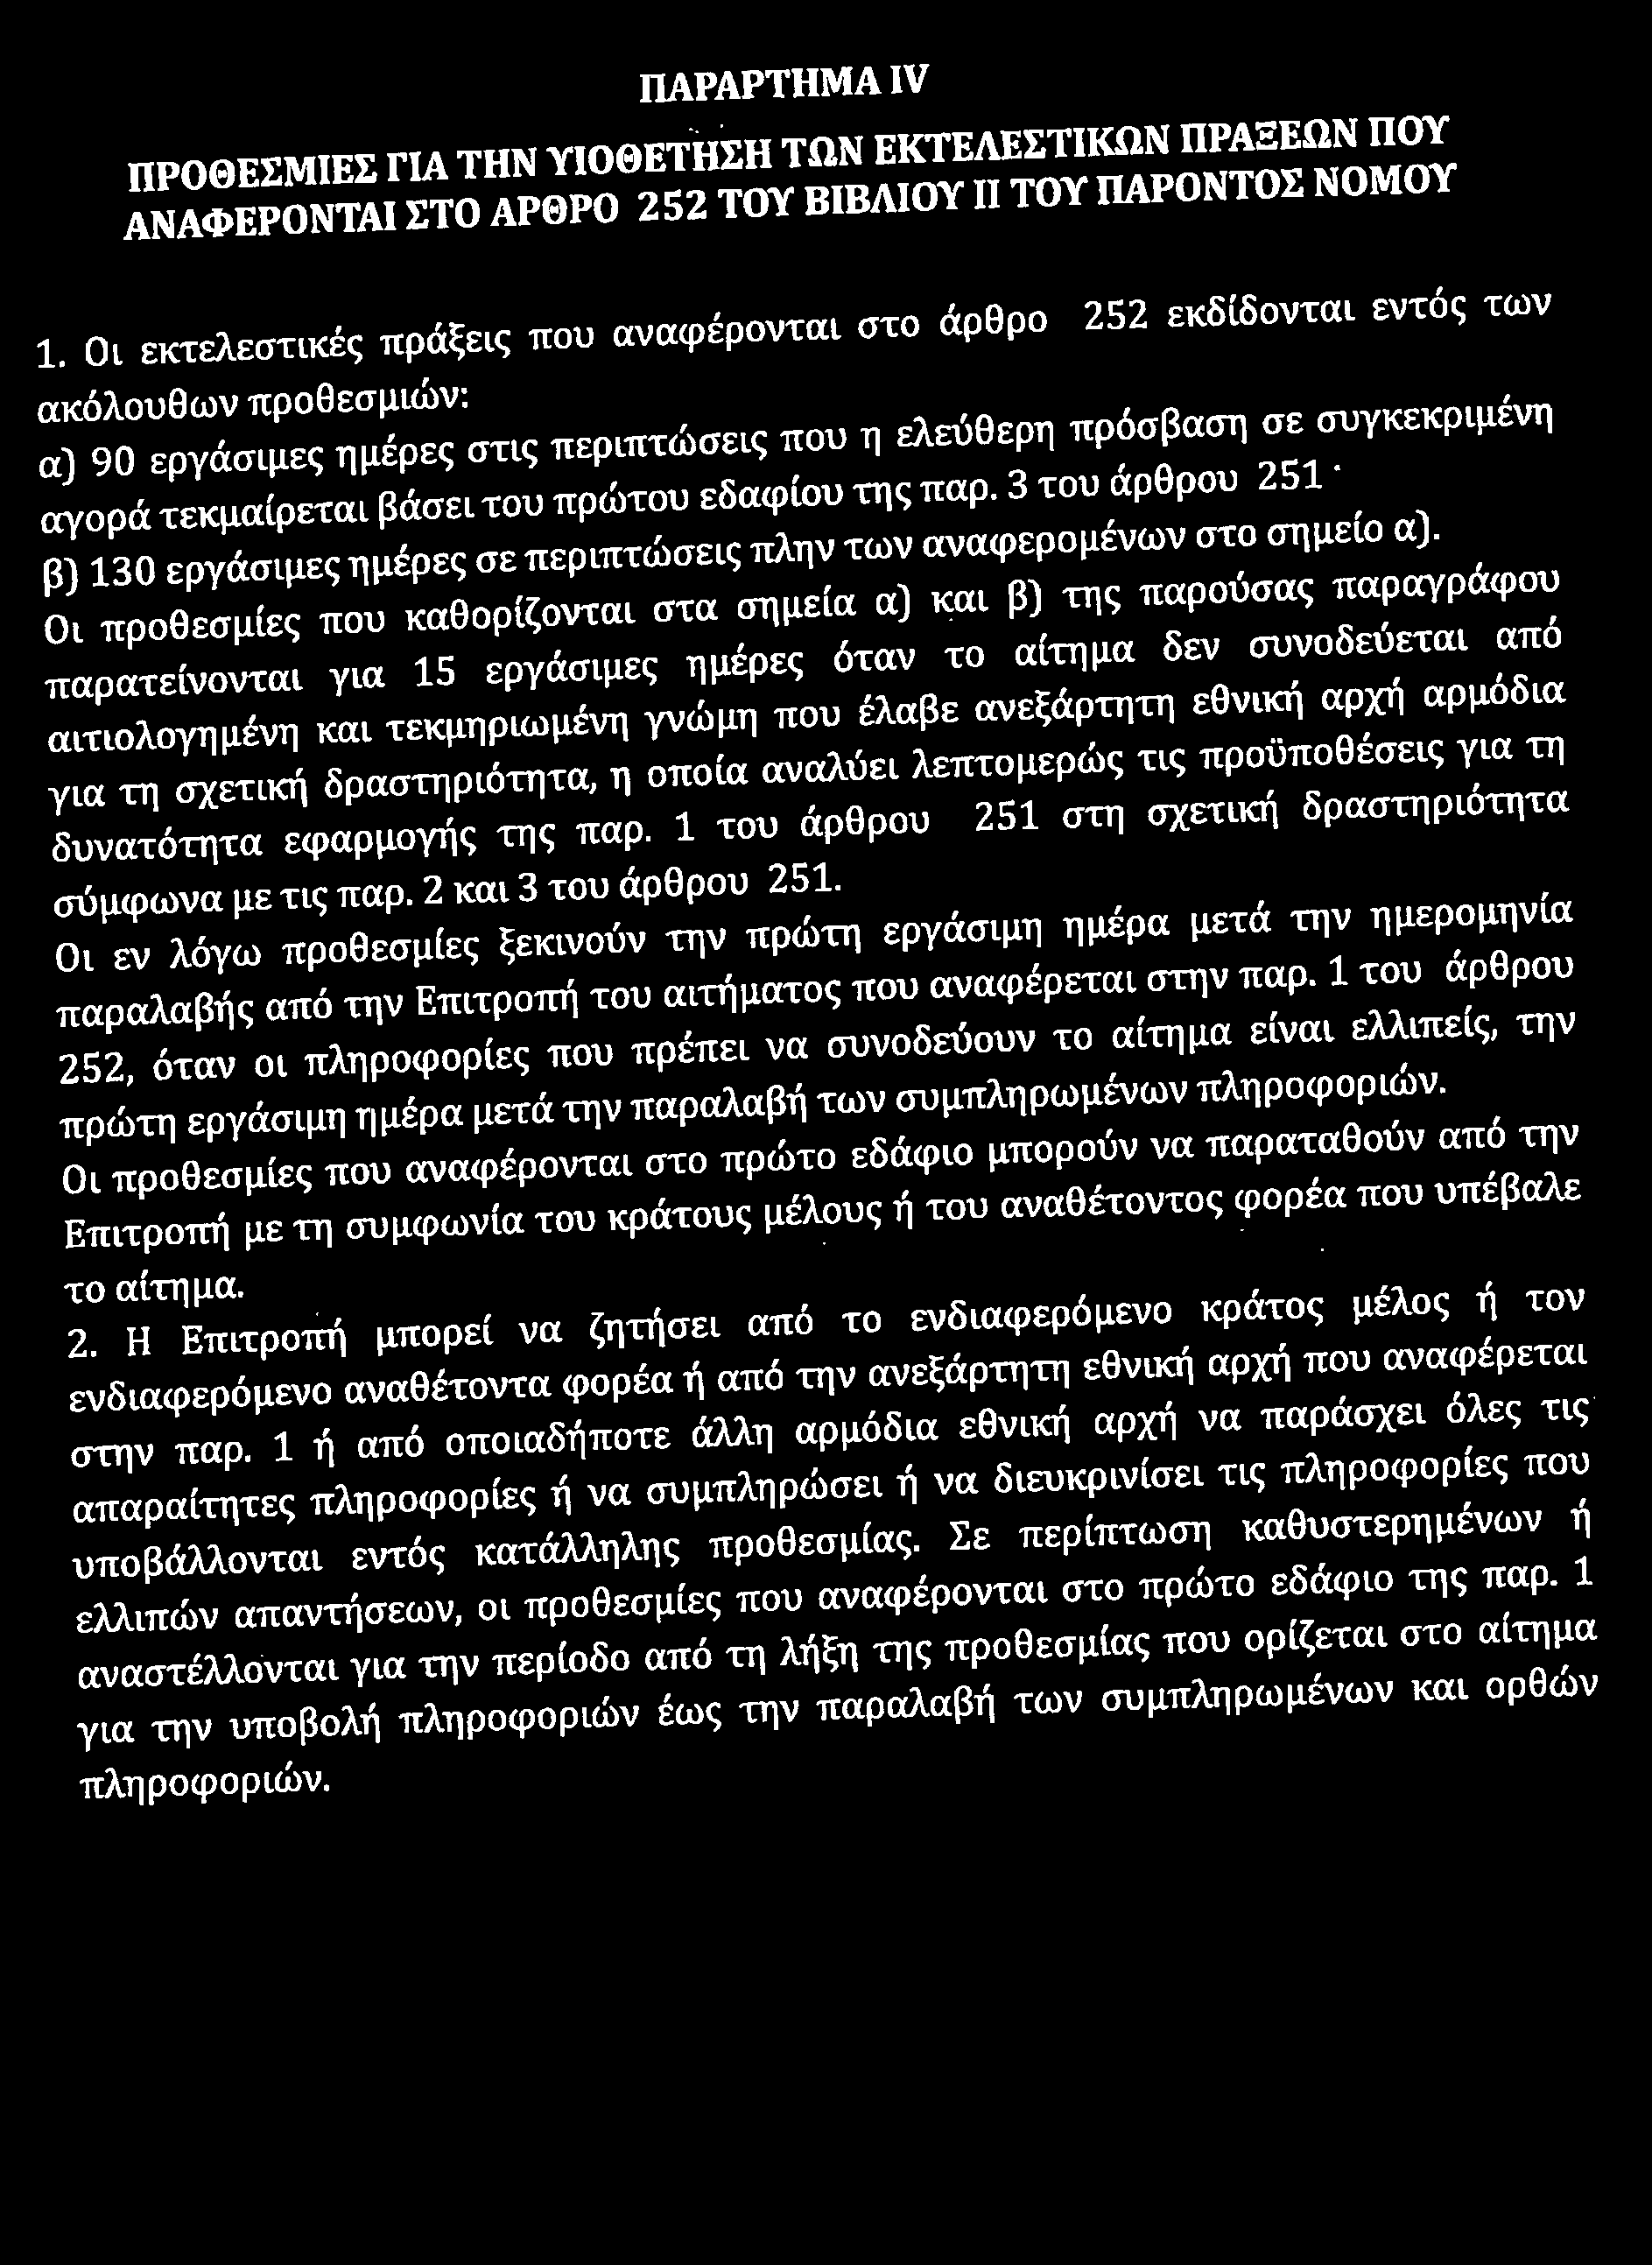 ΠΑΡΑΡΤΗΜΑ IV
ΠΡΟΘΕΣΜΙΕΣ ΓΙΑ ΤΗΝ ΥΙΟΘΕΤΗΣΗ ΤΩΝ ΕΚΤΕΛΕΣΤΙΚΩΝ ΠΡΑΞΕΩΝ ΠΟΥ
ΑΝΑΦΕΡΟΝΤΑΙ ΣΤΟ ΑΡΘΡΟ 252 ΤΟΥ ΒΙΒΛΙΟΥ ΙΙ ΤΟΥ ΠΑΡΟΝΤΟΣ ΝΟΜΟΥ
1. Οι εκτελεστικές πράξεις που αναφέρονται στο άρθρο 252 εκδίδονται εντός των
ακόλουθων προθεσμιών:
α) 90 εργάσιμες ημέρες στις περιπτώσεις που η ελεύθερη πρόσβαση σε συγκεκριμένη
αγορά τεκμαίρεται βάσει του πρώτου εδαφίου της παρ. 3 του άρθρου 251·
β) 130 εργάσιμες ημέρες σε περιπτώσεις πλην των αναφερομένων στο σημείο α).
Οι προθεσμίες που καθορίζονται στα σημεία α) και β) της παρούσας παραγράφου
παρατείνονται για 15 εργάσιμες ημέρες όταν το αίτημα δεν συνοδεύεται από
αιτιολογημένη και τεκμηριωμένη γνώμη που έλαβε ανεξάρτητη εθνική αρχή αρμόδια
για τη σχετική δραστηριότητα, η οποία αναλύει λεπτομερώς τις προϋποθέσεις για τη
δυνατότητα εφαρμογής της παρ. 1 του άρθρου 251 στη σχετική δραστηριότητα
σύμφωνα με τις παρ. 2 και 3 του άρθρου 251.
Οι εν λόγω προθεσμίες ξεκινούν την πρώτη εργάσιμη ημέρα μετά την ημερομηνία
παραλαβής από την Επιτροπή του αιτήματος που αναφέρεται στην παρ. 1 του άρθρου
252, όταν οι πληροφορίες που πρέπει να συνοδεύουν το αίτημα είναι ελλιπείς, την
πρώτη εργάσιμη ημέρα μετά την παραλαβή των συμπληρωμένων πληροφοριών.
Οι προθεσμίες που αναφέρονται στο πρώτο εδάφιο μπορούν να παραταθούν από την
Επιτροπή με τη συμφωνία του κράτους μέλους ή του αναθέτοντος φορέα που υπέβαλε
το αίτημα.
2. Η Επιτροπή μπορεί να ζητήσει από το ενδιαφερόμενο κράτος μέλος ή τον
ενδιαφερόμενο αναθέτοντα φορέα ή από την ανεξάρτητη εθνική αρχή που αναφέρεται
στην παρ. 1 ή από οποιαδήποτε άλλη αρμόδια εθνική αρχή να παράσχει όλες τις
απαραίτητες πληροφορίες ή να συμπληρώσει ή να διευκρινίσει τις πληροφορίες που
υποβάλλονται εντός κατάλληλης προθεσμίας. Σε περίπτωση καθυστερημένων ή
ελλιπών απαντήσεων, οι προθεσμίες που αναφέρονται στο πρώτο εδάφιο της παρ. 1
αναστέλλονται για την περίοδο από τη λήξη της προθεσμίας που ορίζεται στο αίτημα
για την υποβολή πληροφοριών έως την παραλαβή των συμπληρωμένων και ορθών
πληροφοριών.